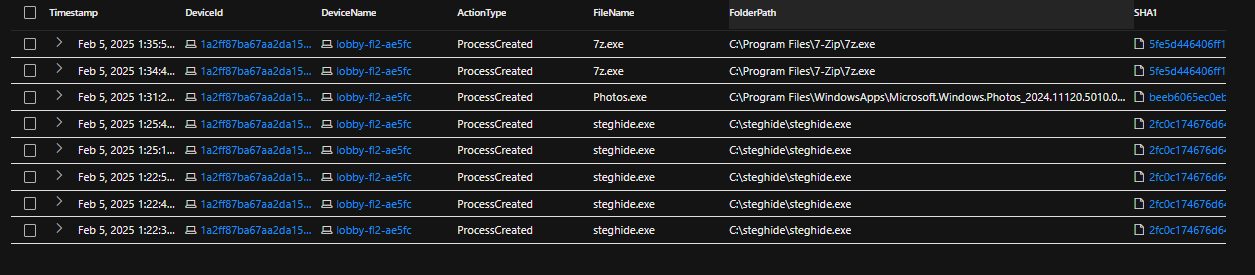 Timestamp DeviceId DeviceName ActionType FileName FolderPath SHA1
Feb 5, 2025 1:35:5... 1a2ff87ba67aa2da15... lobby-fl2-ae5fc ProcessCreated 7z.exe C:\Program Files\7-Zip\7z.exe 5fe5d446406ff1
Feb 5, 2025 1:34:4... 1a2ff87ba67aa2da15... lobby-fl2-ae5fc ProcessCreated 7z.exe C:\Program Files\7-Zip\7z.exe 5fe5d446406ff1
Feb 5, 2025 1:31:2... 1a2ff87ba67aa2da15... lobby-fl2-ae5fc ProcessCreated Photos.exe C:\Program Files\WindowsApps\Microsoft.Windows.Photos_2024.11120.5010.0... beeb6065ec0eb
Feb 5, 2025 1:25:4... 1a2ff87ba67aa2da15... lobby-fl2-ae5fc ProcessCreated steghide.exe C:\steghide\steghide.exe 2fc0c174676d64
Feb 5, 2025 1:25:1... 1a2ff87ba67aa2da15... lobby-fl2-ae5fc ProcessCreated steghide.exe C:\steghide\steghide.exe 2fc0c174676d64
Feb 5, 2025 1:22:5... 1a2ff87ba67aa2da15... lobby-fl2-ae5fc ProcessCreated steghide.exe C:\steghide\steghide.exe 2fc0c174676d64
Feb 5, 2025 1:22:4... 1a2ff87ba67aa2da15... lobby-fl2-ae5fc ProcessCreated steghide.exe C:\steghide\steghide.exe 2fc0c174676d64
Feb 5, 2025 1:22:3... 1a2ff87ba67aa2da15... lobby-fl2-ae5fc ProcessCreated steghide.exe C:\steghide\steghide.exe 2fc0c174676d64